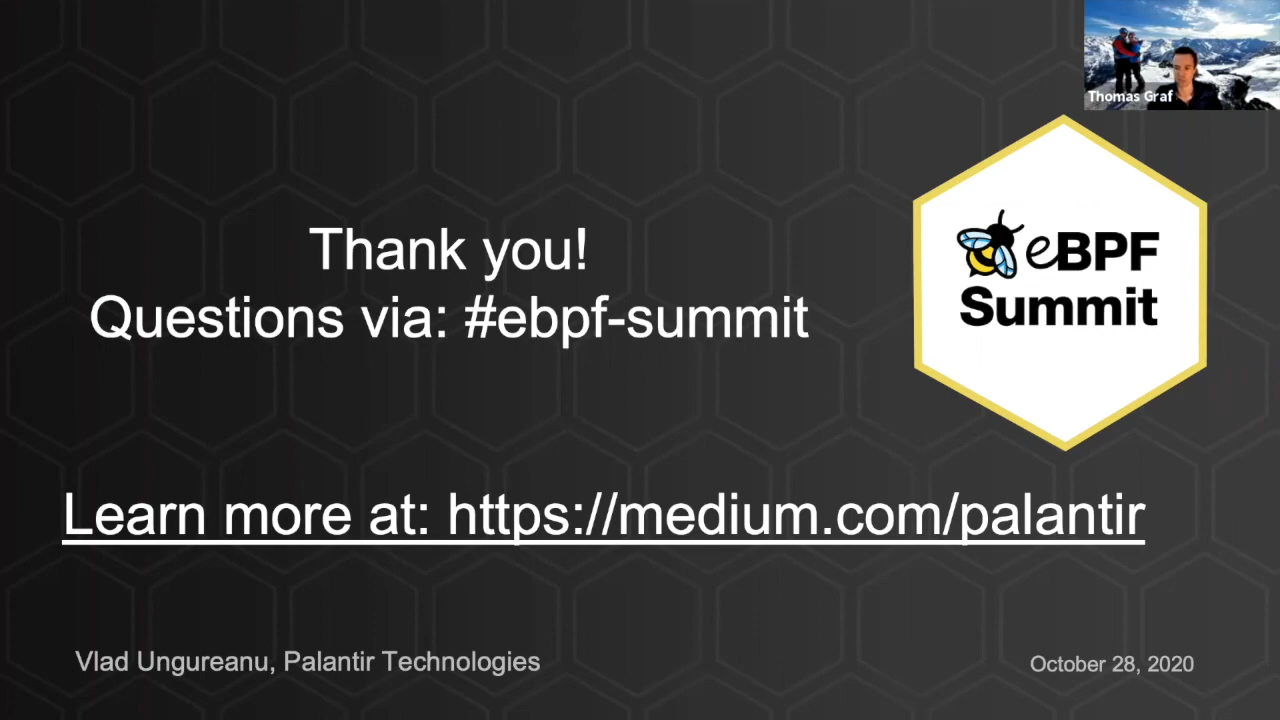 Thomas Graf
eBPF
Summit
Thank you!
Questions via: #ebpf-summit
Learn more at: https://medium.com/palantir
Vlad Ungureanu, Palantir Technologies
October 28, 2020